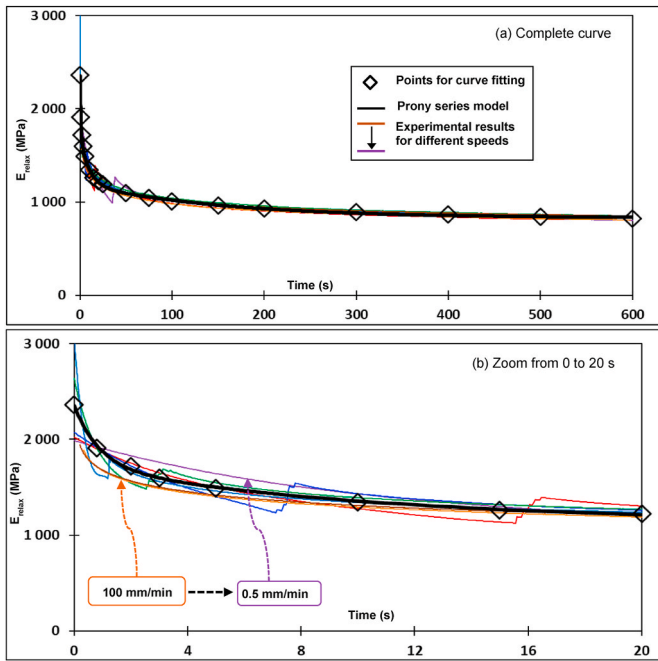 3 000
(a) Complete curve
Points for curve fitting
Prony series model
Experimental results
for different speeds
2 000
E relax (MPa)
1 000
0
Time (s)
0 100 200 300 400 500 600
3 000
(b) Zoom from 0 to 20 s
2 000
E relax (MPa)
1 000
100 mm/min
0.5 mm/min
Time (s)
0
0 4 8 12 16 20